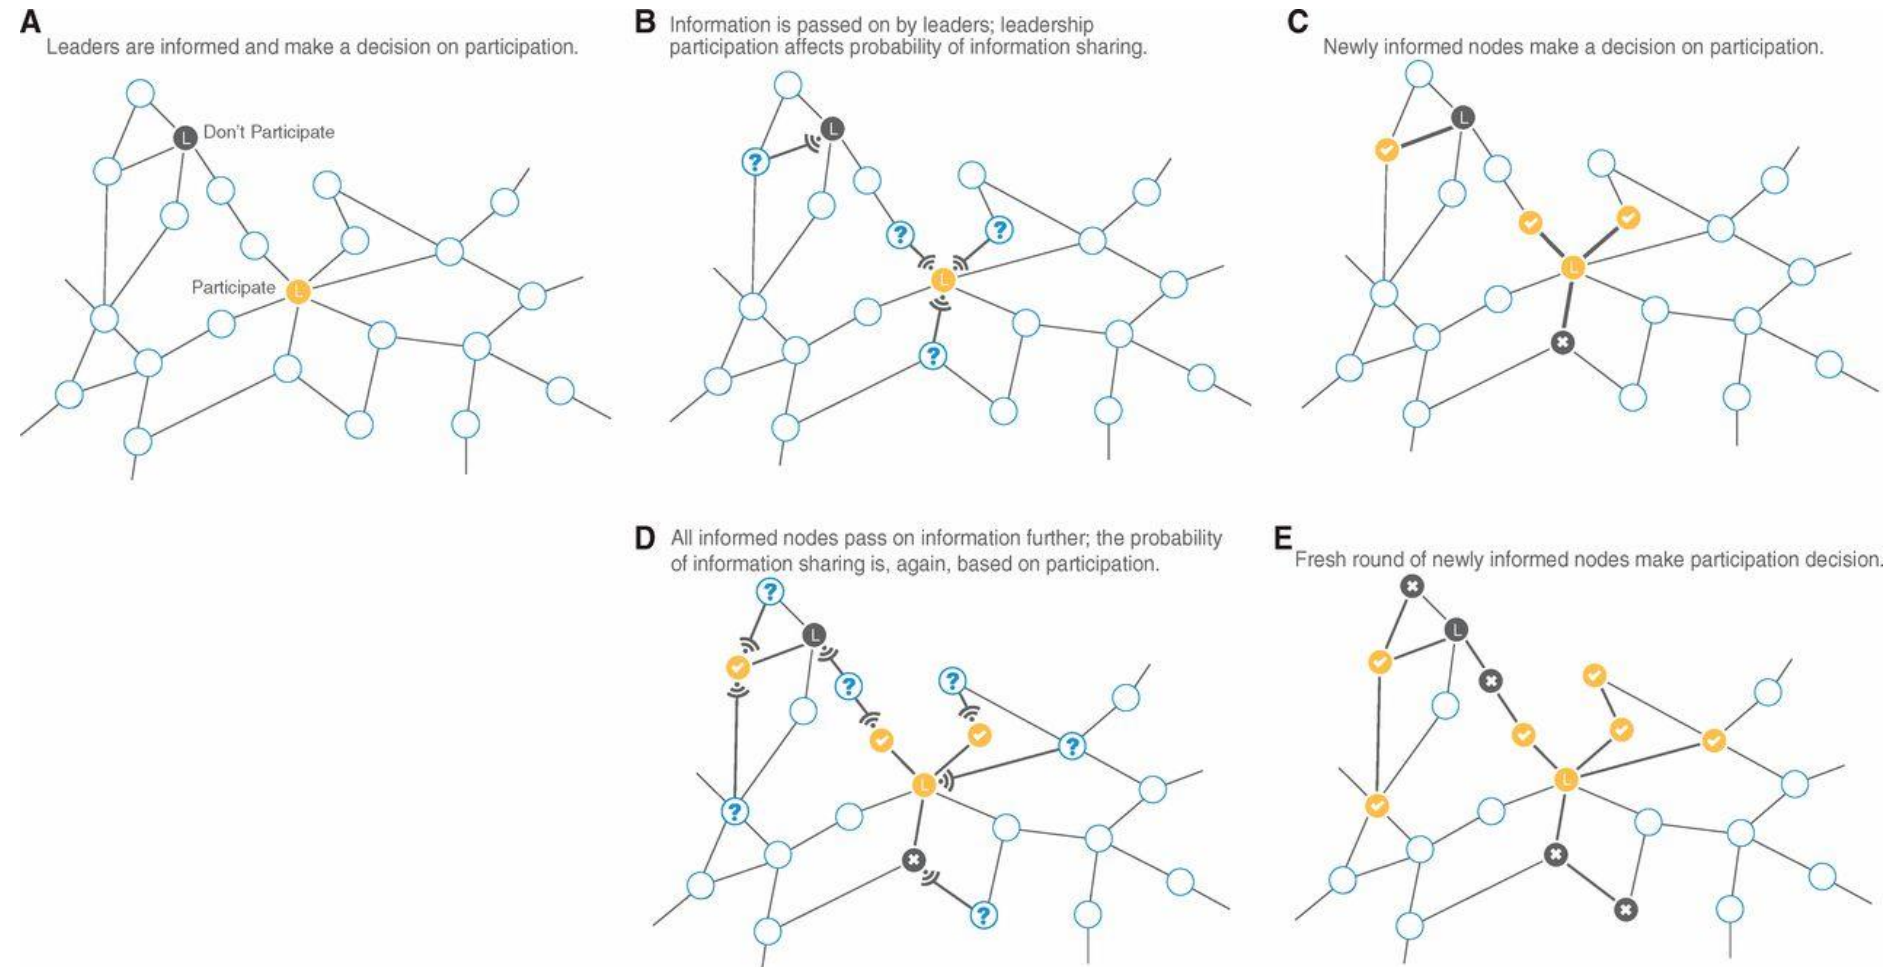 A
Leaders are informed and make a decision on participation.
L
Don't Participate
Participate
L
B
Information is passed on by leaders; leadership
participation affects probability of information sharing.
L
?
?
?
L
?
C
Newly informed nodes make a decision on participation.
L
L
D
All informed nodes pass on information further; the probability
of information sharing is, again, based on participation.
?
L
?
?
?
L
?
?
E
Fresh round of newly informed nodes make participation decision.
L
L